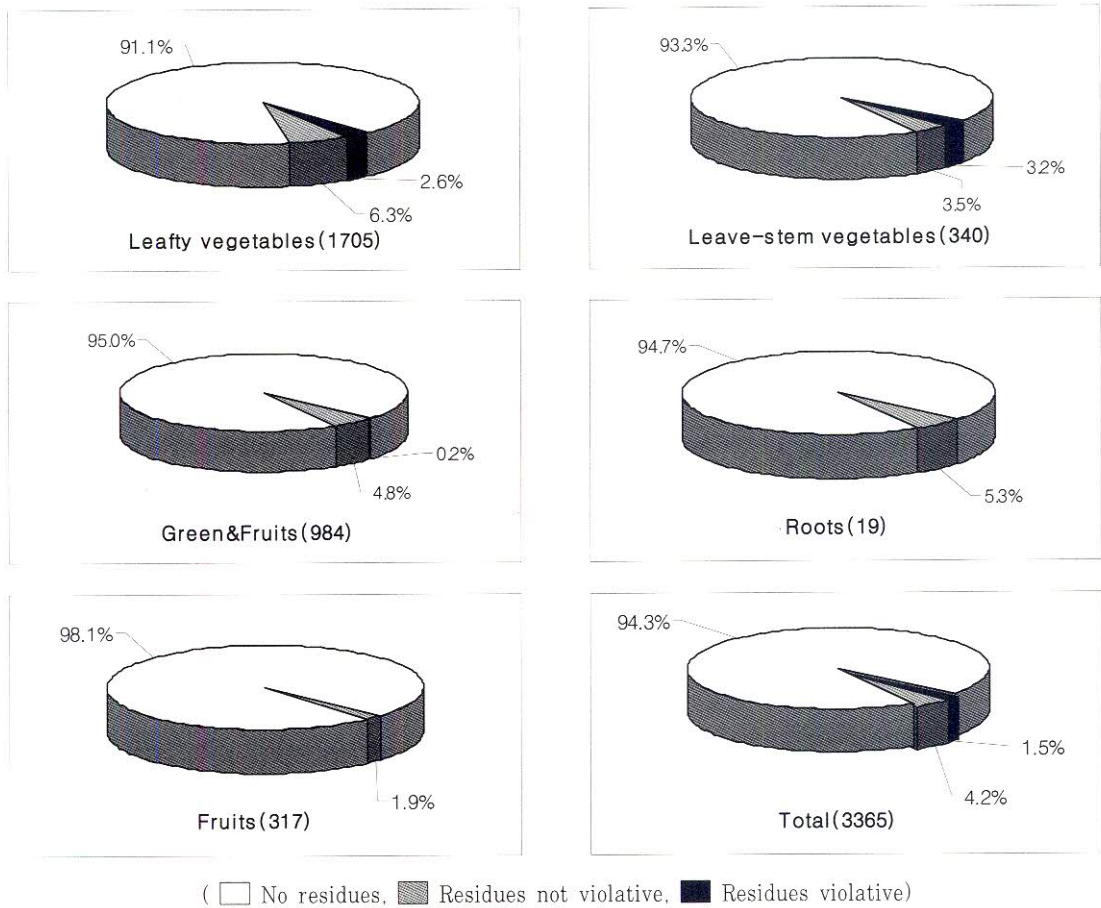 91.1%
2.6%
6.3%
Leafty vegetables(1705)
93.3%
3.2%
3.5%
Leave-stem vegetables(340)
95.0%
0.2%
4.8%
Green&Fruits(984)
94.7%
5.3%
Roots(19)
98.1%
1.9%
Fruits(317)
94.3%
1.5%
4.2%
Total(3365)
( No residues, Residues not violative, Residues violative)